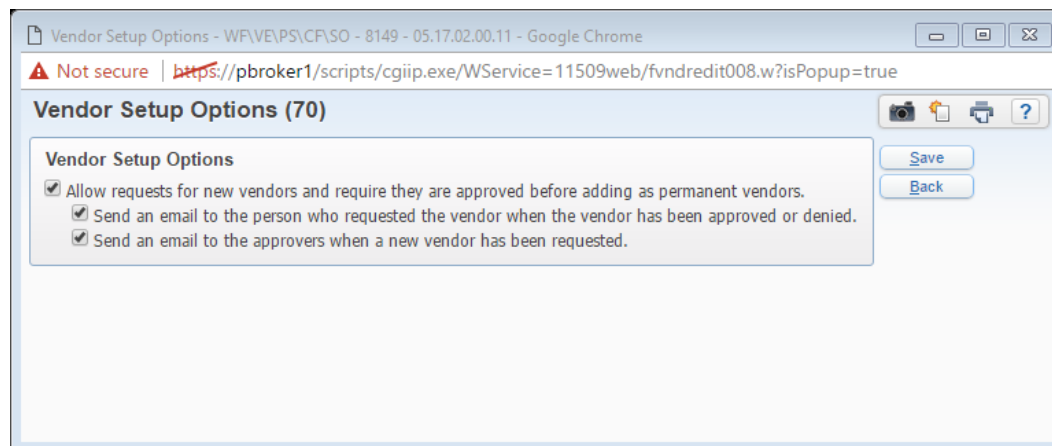 Vendor Setup Options - WF\VE\PS\CF\SO - 8149 - 05.17.02.00.11 - Google Chrome
Not secure | https://pbroker1/scripts/cgiip.exe/WService=11509web/fvndredit008.w?isPopup=true
Vendor Setup Options (70)
?
Vendor Setup Options
Save
Allow requests for new vendors and require they are approved before adding as permanent vendors.
Back
Send an email to the person who requested the vendor when the vendor has been approved or denied.
Send an email to the approvers when a new vendor has been requested.